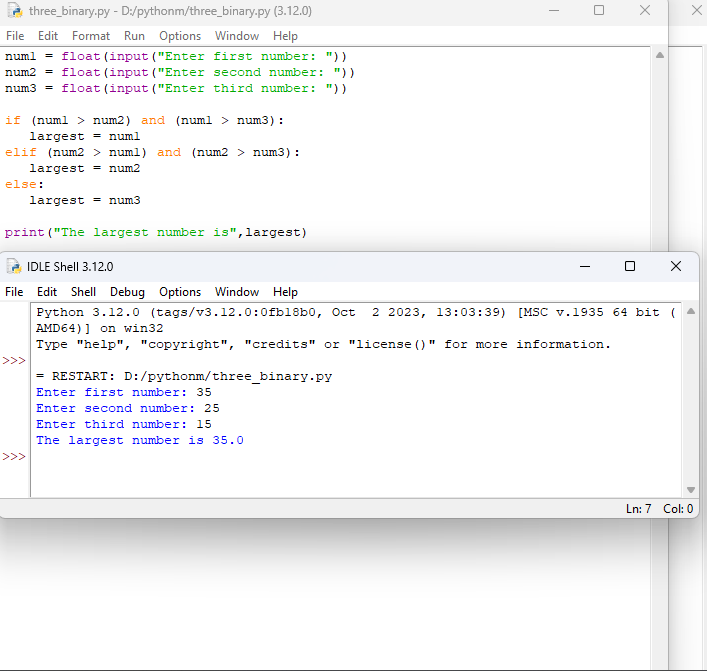 three_binary.py - D:/pythonm/three_binary.py (3.12.0)
File Edit Format Run Options Window Help
num1 = float(input("Enter first number: "))
num2 = float(input("Enter second number: "))
num3 = float(input("Enter third number: "))
if (num1 > num2) and (num1 > num3):
   largest = num1
elif (num2 > num1) and (num2 > num3):
   largest = num2
else:
   largest = num3
print("The largest number is",largest)
IDLE Shell 3.12.0
File Edit Shell Debug Options Window Help
Python 3.12.0 (tags/v3.12.0:0fb18b0, Oct  2 2023, 13:03:39) [MSC v.1935 64 bit (
AMD64)] on win32
Type "help", "copyright", "credits" or "license()" for more information.
>>>
= RESTART: D:/pythonm/three_binary.py
Enter first number: 35
Enter second number: 25
Enter third number: 15
The largest number is 35.0
>>>
Ln: 7 Col: 0